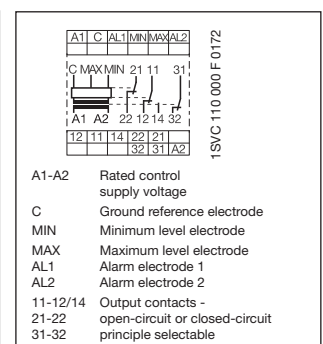 A1 C AL1 MIN MAX AL2
C MAX MIN 21 11 31
A1 A2 22 12 14 32
12 11 14 22 21
32 31 A2
1SVC 110 000 F 0172
A1-A2 Rated control
supply voltage
C Ground reference electrode
MIN Minimum level electrode
MAX Maximum level electrode
AL1 Alarm electrode 1
AL2 Alarm electrode 2
11-12/14 Output contacts -
21-22 open-circuit or closed-circuit
31-32 principle selectable